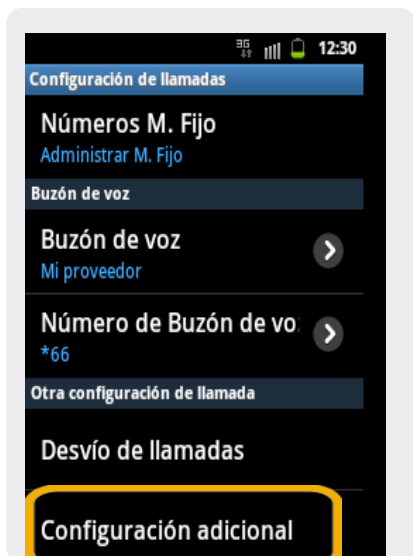 3G 12:30
Configuración de llamadas
Números M. Fijo
Administrar M. Fijo
Buzón de voz
Buzón de voz
Mi proveedor
Número de Buzón de vo
*66
Otra configuración de llamada
Desvío de llamadas
Configuración adicional